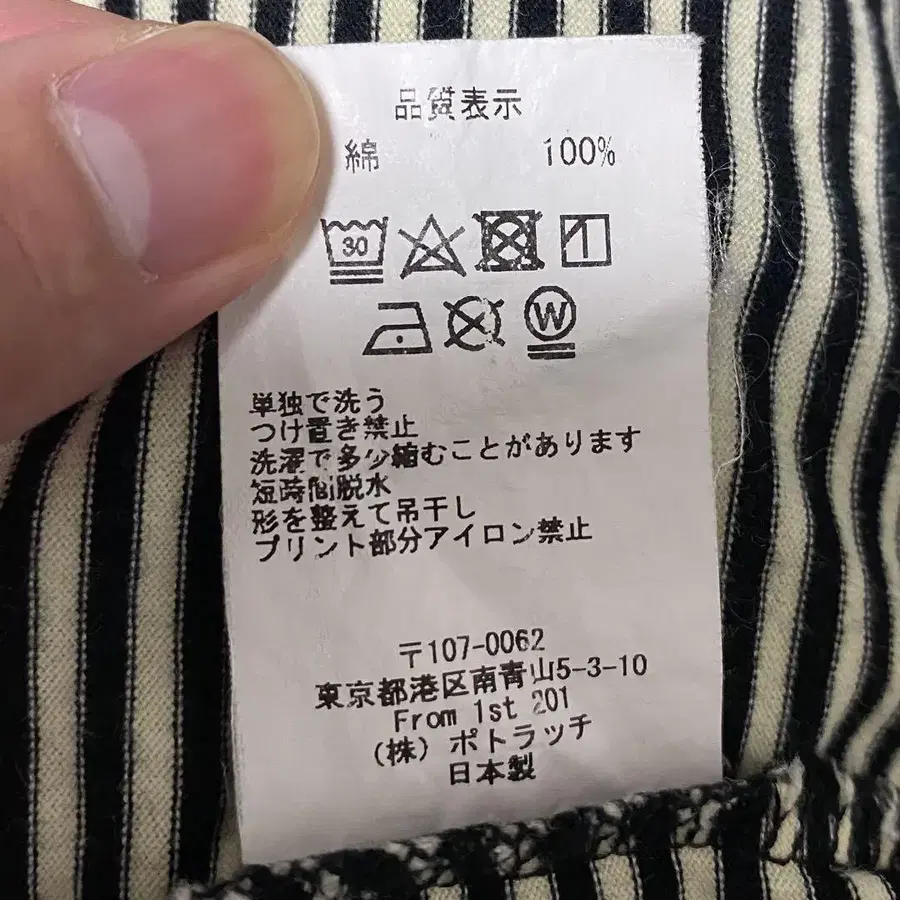 品質表示
綿 100%
30
W
単独で洗う
つけ置き禁止
洗濯で多少縮むことがあります
短時間脱水
形を整えて吊干し
プリント部分アイロン禁止
〒107-0062
東京都港区南青山5-3-10
From 1st 201
(株) ポトラッチ
日本製